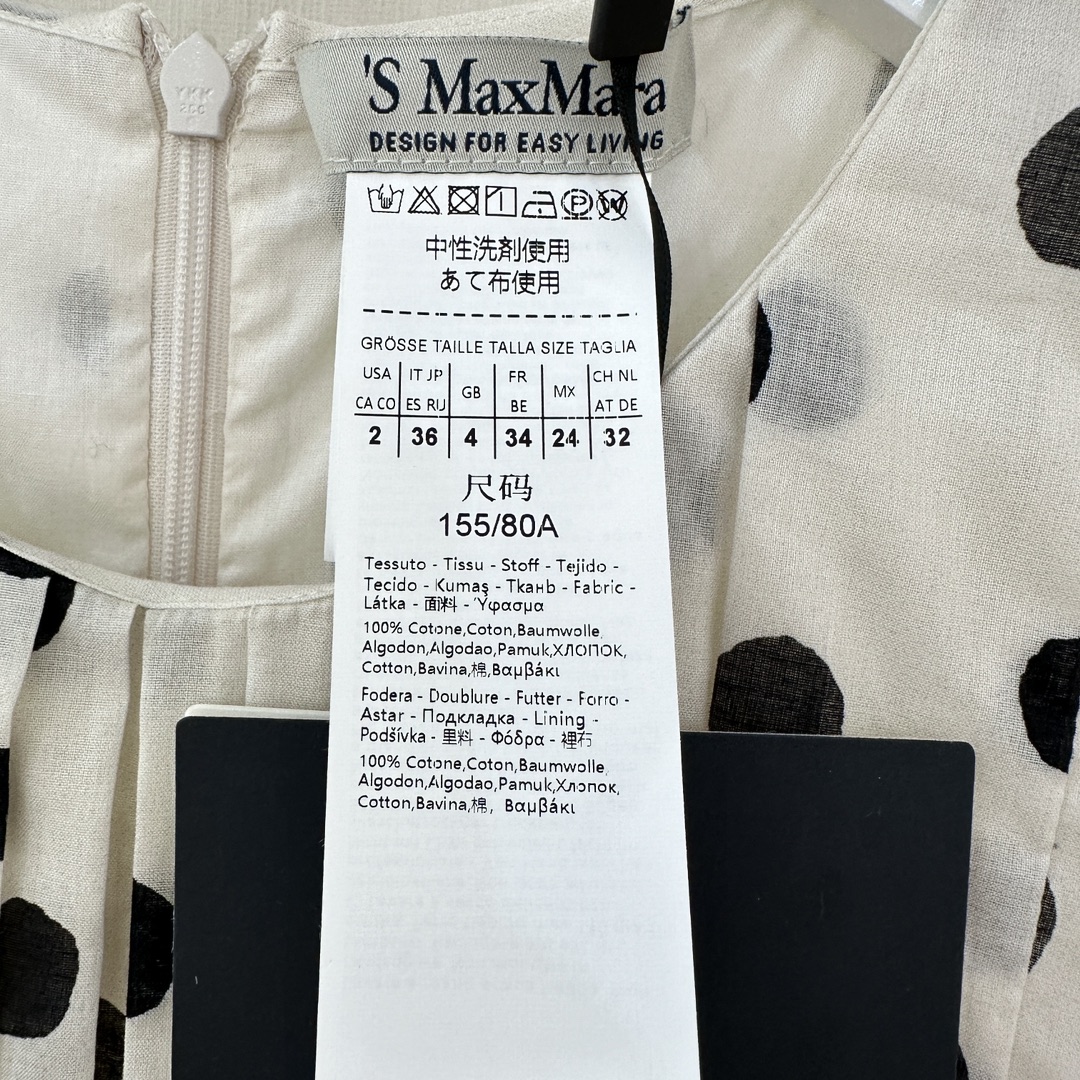 YKK
'S MaxMara
DESIGN FOR EASY LIVING
中性洗剤使用
あて布使用
GRÖSSE TAILLE TALLA SIZE TAGLIA
USA IT JP GB FR MX CH NL
CA CO ES RU BE AT DE
2 36 4 34 24 32
尺码
155/80A
Tessuto - Tissu - Stoff - Tejido -
Tecido - Kumaş - Ткань - Fabric -
Látka - 面料 - Ύφασμα
100% Cotone,Coton,Baumwolle,
Algodon,Algodao,Pamuk,ХЛОПОК,
Cotton,Bavina,棉,Βαμβάκι
Fodera - Doublure - Futter - Forro -
Astar - Подкладка - Lining -
Podšívka - 里料 - Φόδρα - 裡布
100% Cotone,Coton,Baumwolle,
Algodon,Algodao,Pamuk,Хлопок,
Cotton,Bavina,棉, Βαμβάκι